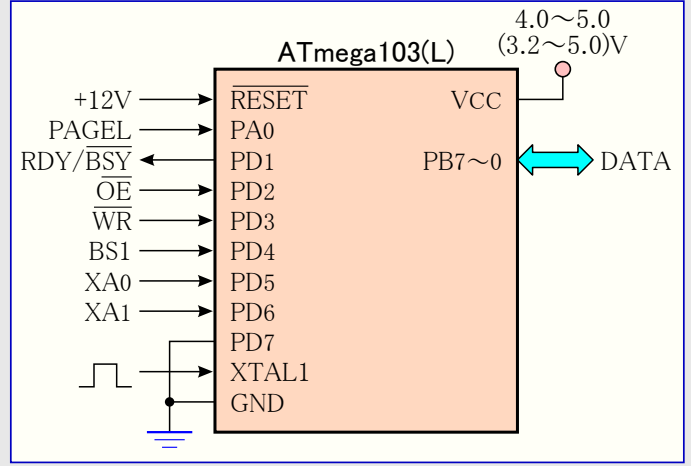 4.0～5.0
(3.2～5.0)V
ATmega103(L)
+12V RESET VCC
PAGEL PA0
RDY/BSY PD1 PB7～0 DATA
OE PD2
WR PD3
BS1 PD4
XA0 PD5
XA1 PD6
PD7
XTAL1
GND